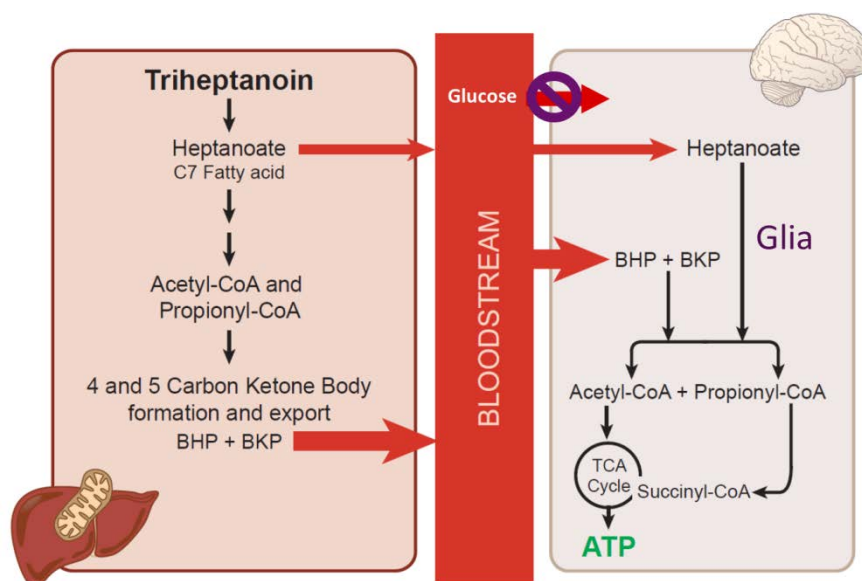 Triheptanoin
Heptanoate
C7 Fatty acid
Acetyl-CoA and
Propionyl-CoA
4 and 5 Carbon Ketone Body
formation and export
BHP + BKP
BLOODSTREAM
Glucose
Heptanoate
Glia
BHP + BKP
Acetyl-CoA + Propionyl-CoA
TCA
Cycle
Succinyl-CoA
ATP